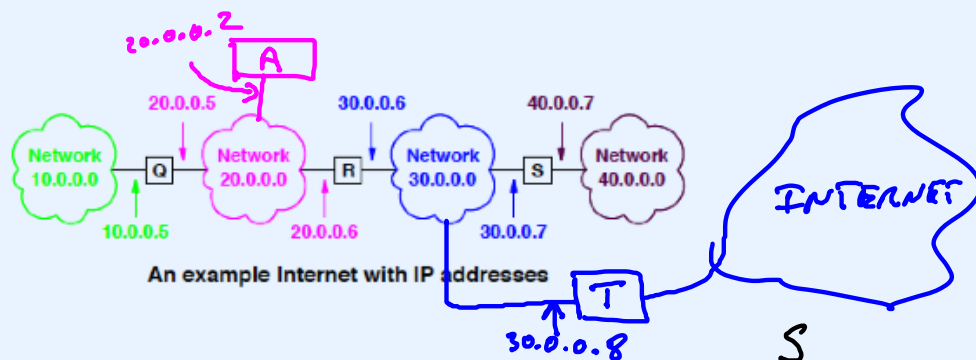 20.0.0.2
A
20.0.0.5
30.0.0.6
40.0.0.7
Network
10.0.0.0
Q
Network
20.0.0.0
R
Network
30.0.0.0
S
Network
40.0.0.0
INTERNET
10.0.0.5
20.0.0.6
30.0.0.7
An example Internet with IP addresses
T
30.0.0.8
S